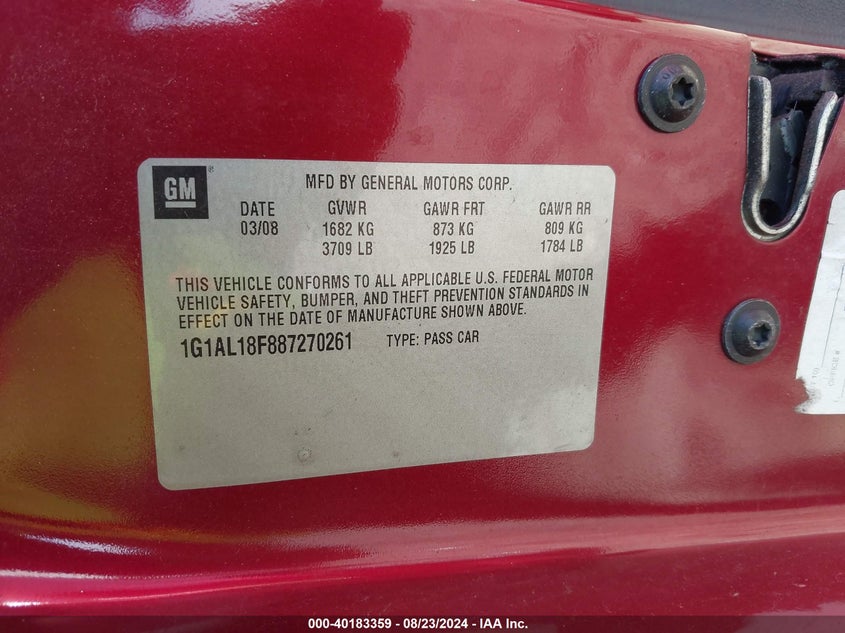 GM
MFD BY GENERAL MOTORS CORP.
DATE GVWR GAWR FRT GAWR RR
03/08 1682 KG 873 KG 809 KG
3709 LB 1925 LB 1784 LB
THIS VEHICLE CONFORMS TO ALL APPLICABLE U.S. FEDERAL MOTOR
VEHICLE SAFETY, BUMPER, AND THEFT PREVENTION STANDARDS IN
EFFECT ON THE DATE OF MANUFACTURE SHOWN ABOVE.
1G1AL18F887270261 TYPE: PASS CAR
000-40183359 - 08/23/2024 - IAA Inc.